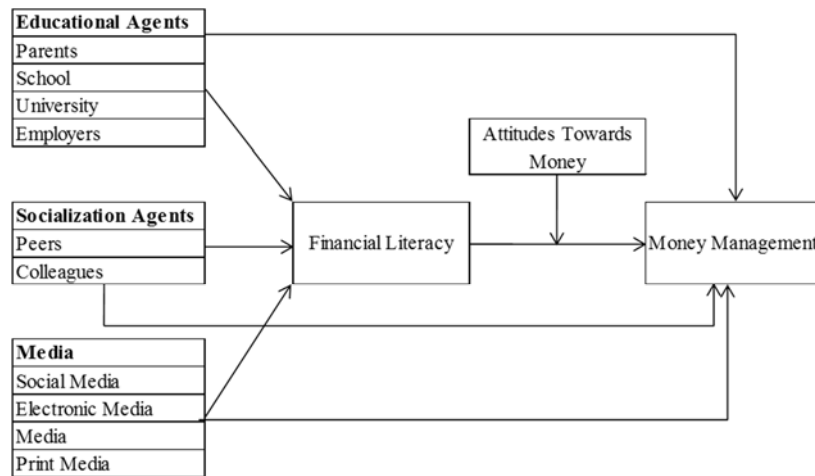 Educational Agents
Parents
School
University
Employers
Attitudes Towards
Money
Socialization Agents
Peers
Colleagues
Financial Literacy
Money Management
Media
Social Media
Electronic Media
Media
Print Media